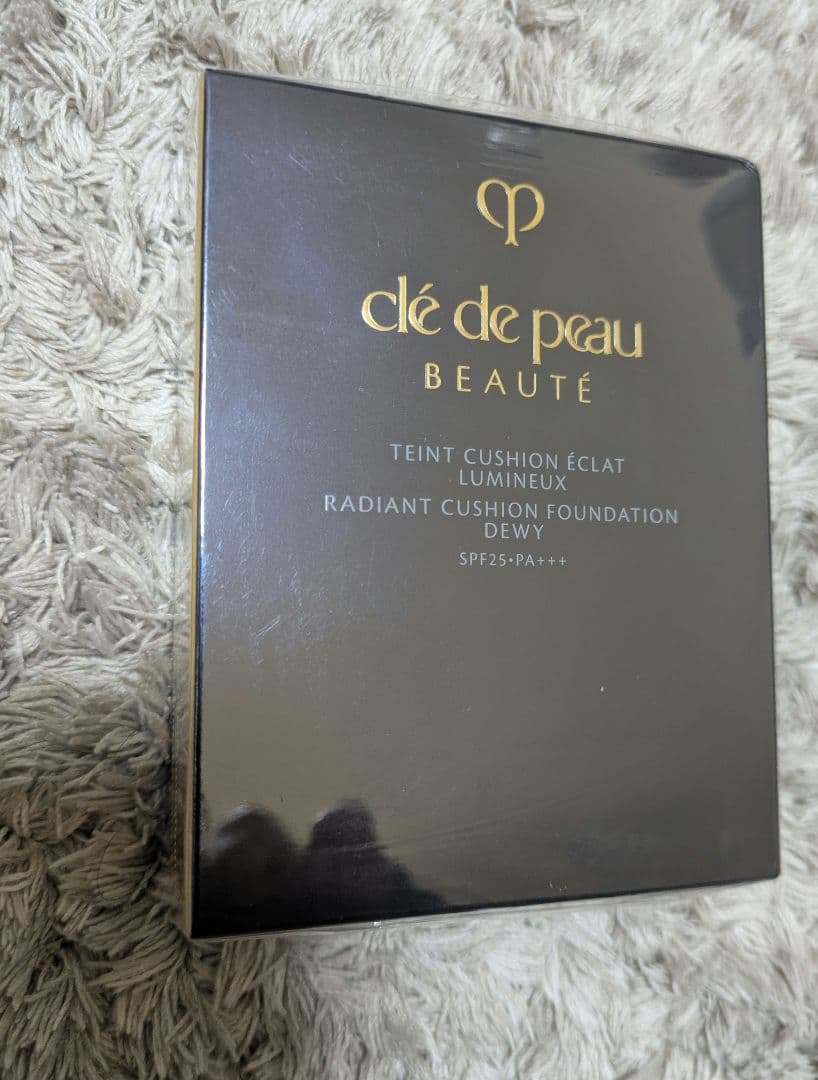 clé de peau
BEAUTÉ
TEINT CUSHION ÉCLAT
LUMINEUX
RADIANT CUSHION FOUNDATION
DEWY
SPF25•PA+++